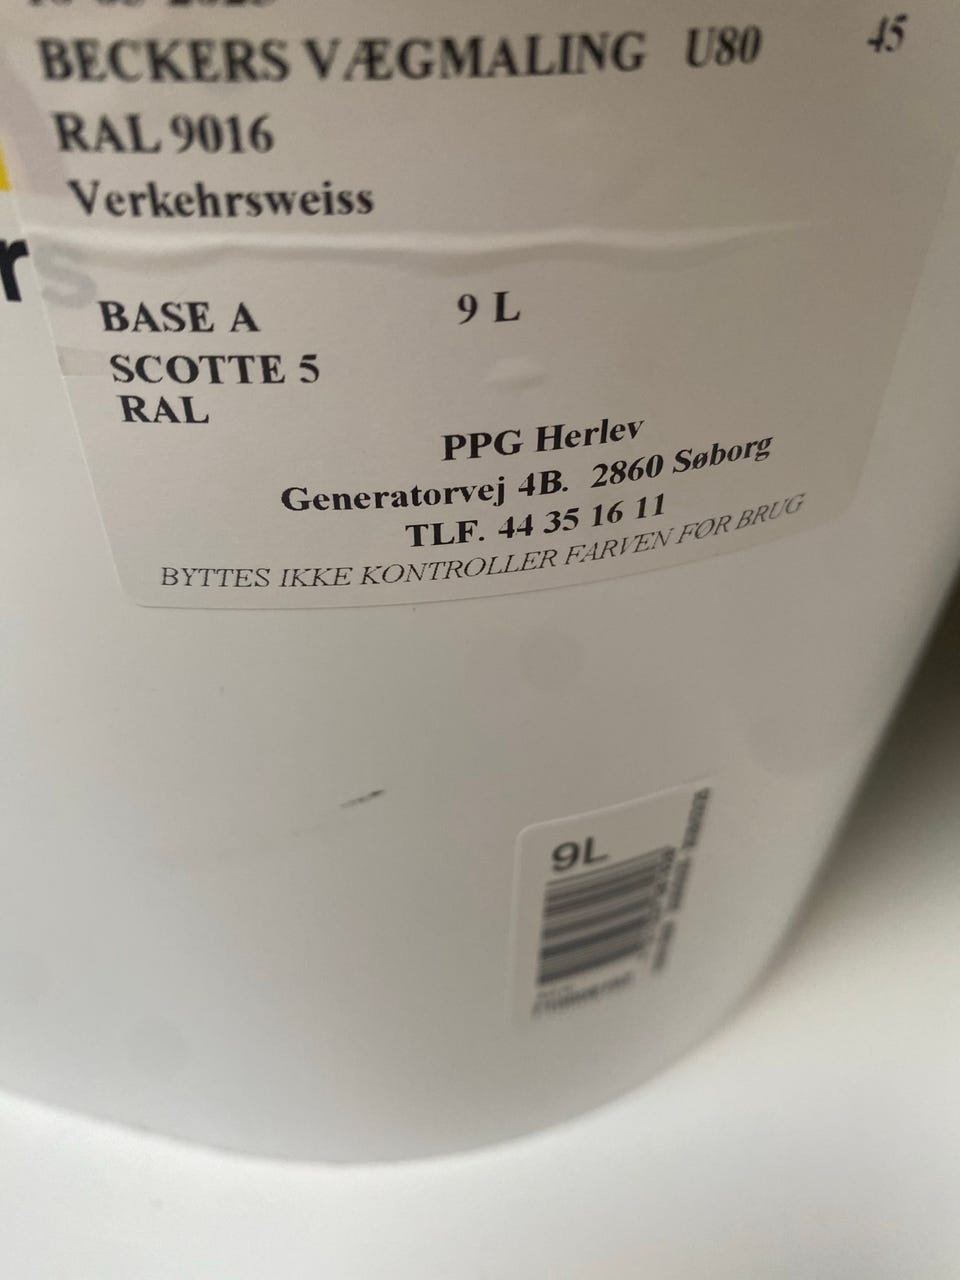 BECKERS VÆGMALING U80 45
RAL 9016
Verkehrsweiss
rs
BASE A 9 L
SCOTTE 5
RAL
PPG Herlev
Generatorvej 4B. 2860 Søborg
TLF. 44 35 16 11
BYTTES IKKE KONTROLLER FARVEN FØR BRUG
9L